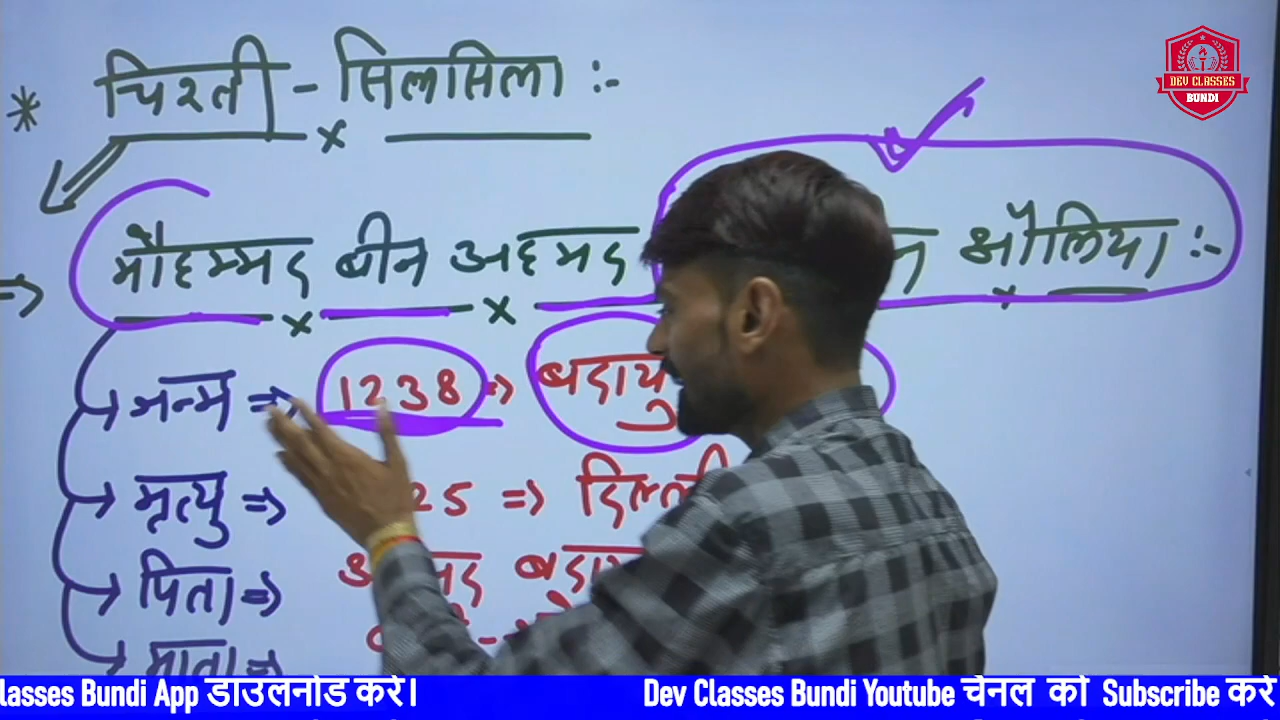 * चिश्ती - सिलसिला :-
DEV CLASSES
BUNDI
=> मौहम्मद बीन अहमद न औलिया :-
जन्म => 1238 => बदायु
मृत्यु => 25 => दिल्ली
पिता =>
माता =>
lasses Bundi App डाउलनोड करें। Dev Classes Bundi Youtube चैनल को Subscribe करें